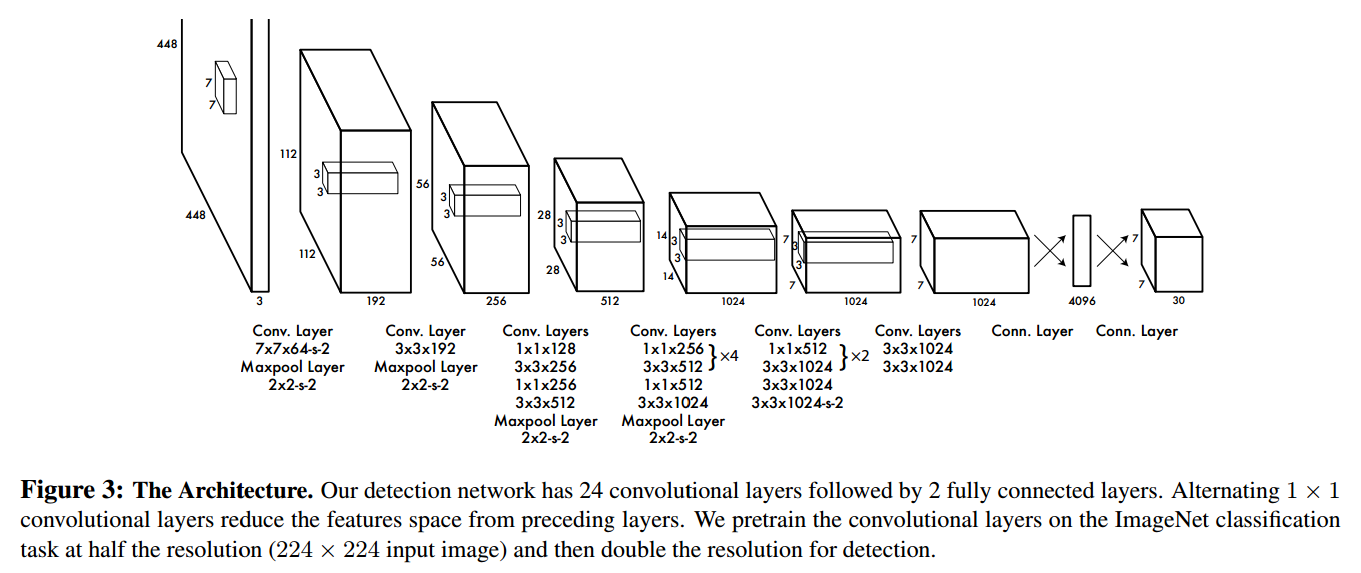 448
7
7
448
3
112
3
3
112
192
56
3
3
56
256
28
3
3
28
512
14
3
3
14
1024
7
3
3
7
1024
7
7
1024
4096
7
7
30
Conv. Layer
7x7x64-s-2
Maxpool Layer
2x2-s-2
Conv. Layer
3x3x192
Maxpool Layer
2x2-s-2
Conv. Layers
1x1x128
3x3x256
1x1x256
3x3x512
Maxpool Layer
2x2-s-2
Conv. Layers
1x1x256
3x3x512
}×4
1x1x512
3x3x1024
Maxpool Layer
2x2-s-2
Conv. Layers
1x1x512
3x3x1024
}×2
3x3x1024
3x3x1024-s-2
Conv. Layers
3x3x1024
3x3x1024
Conn. Layer
Conn. Layer
Figure 3: The Architecture. Our detection network has 24 convolutional layers followed by 2 fully connected layers. Alternating 1 × 1
convolutional layers reduce the features space from preceding layers. We pretrain the convolutional layers on the ImageNet classification
task at half the resolution (224 × 224 input image) and then double the resolution for detection.